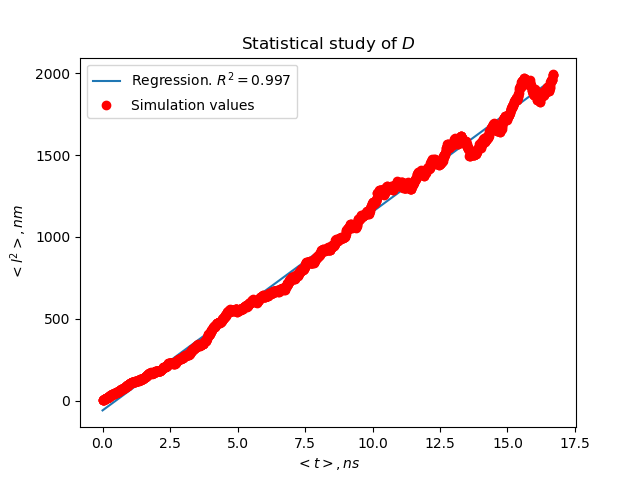 Statistical study of D
Regression. R² = 0.997
Simulation values
2000
1500
1000
500
0
< l² >, nm
0.0 2.5 5.0 7.5 10.0 12.5 15.0 17.5
< t >, ns